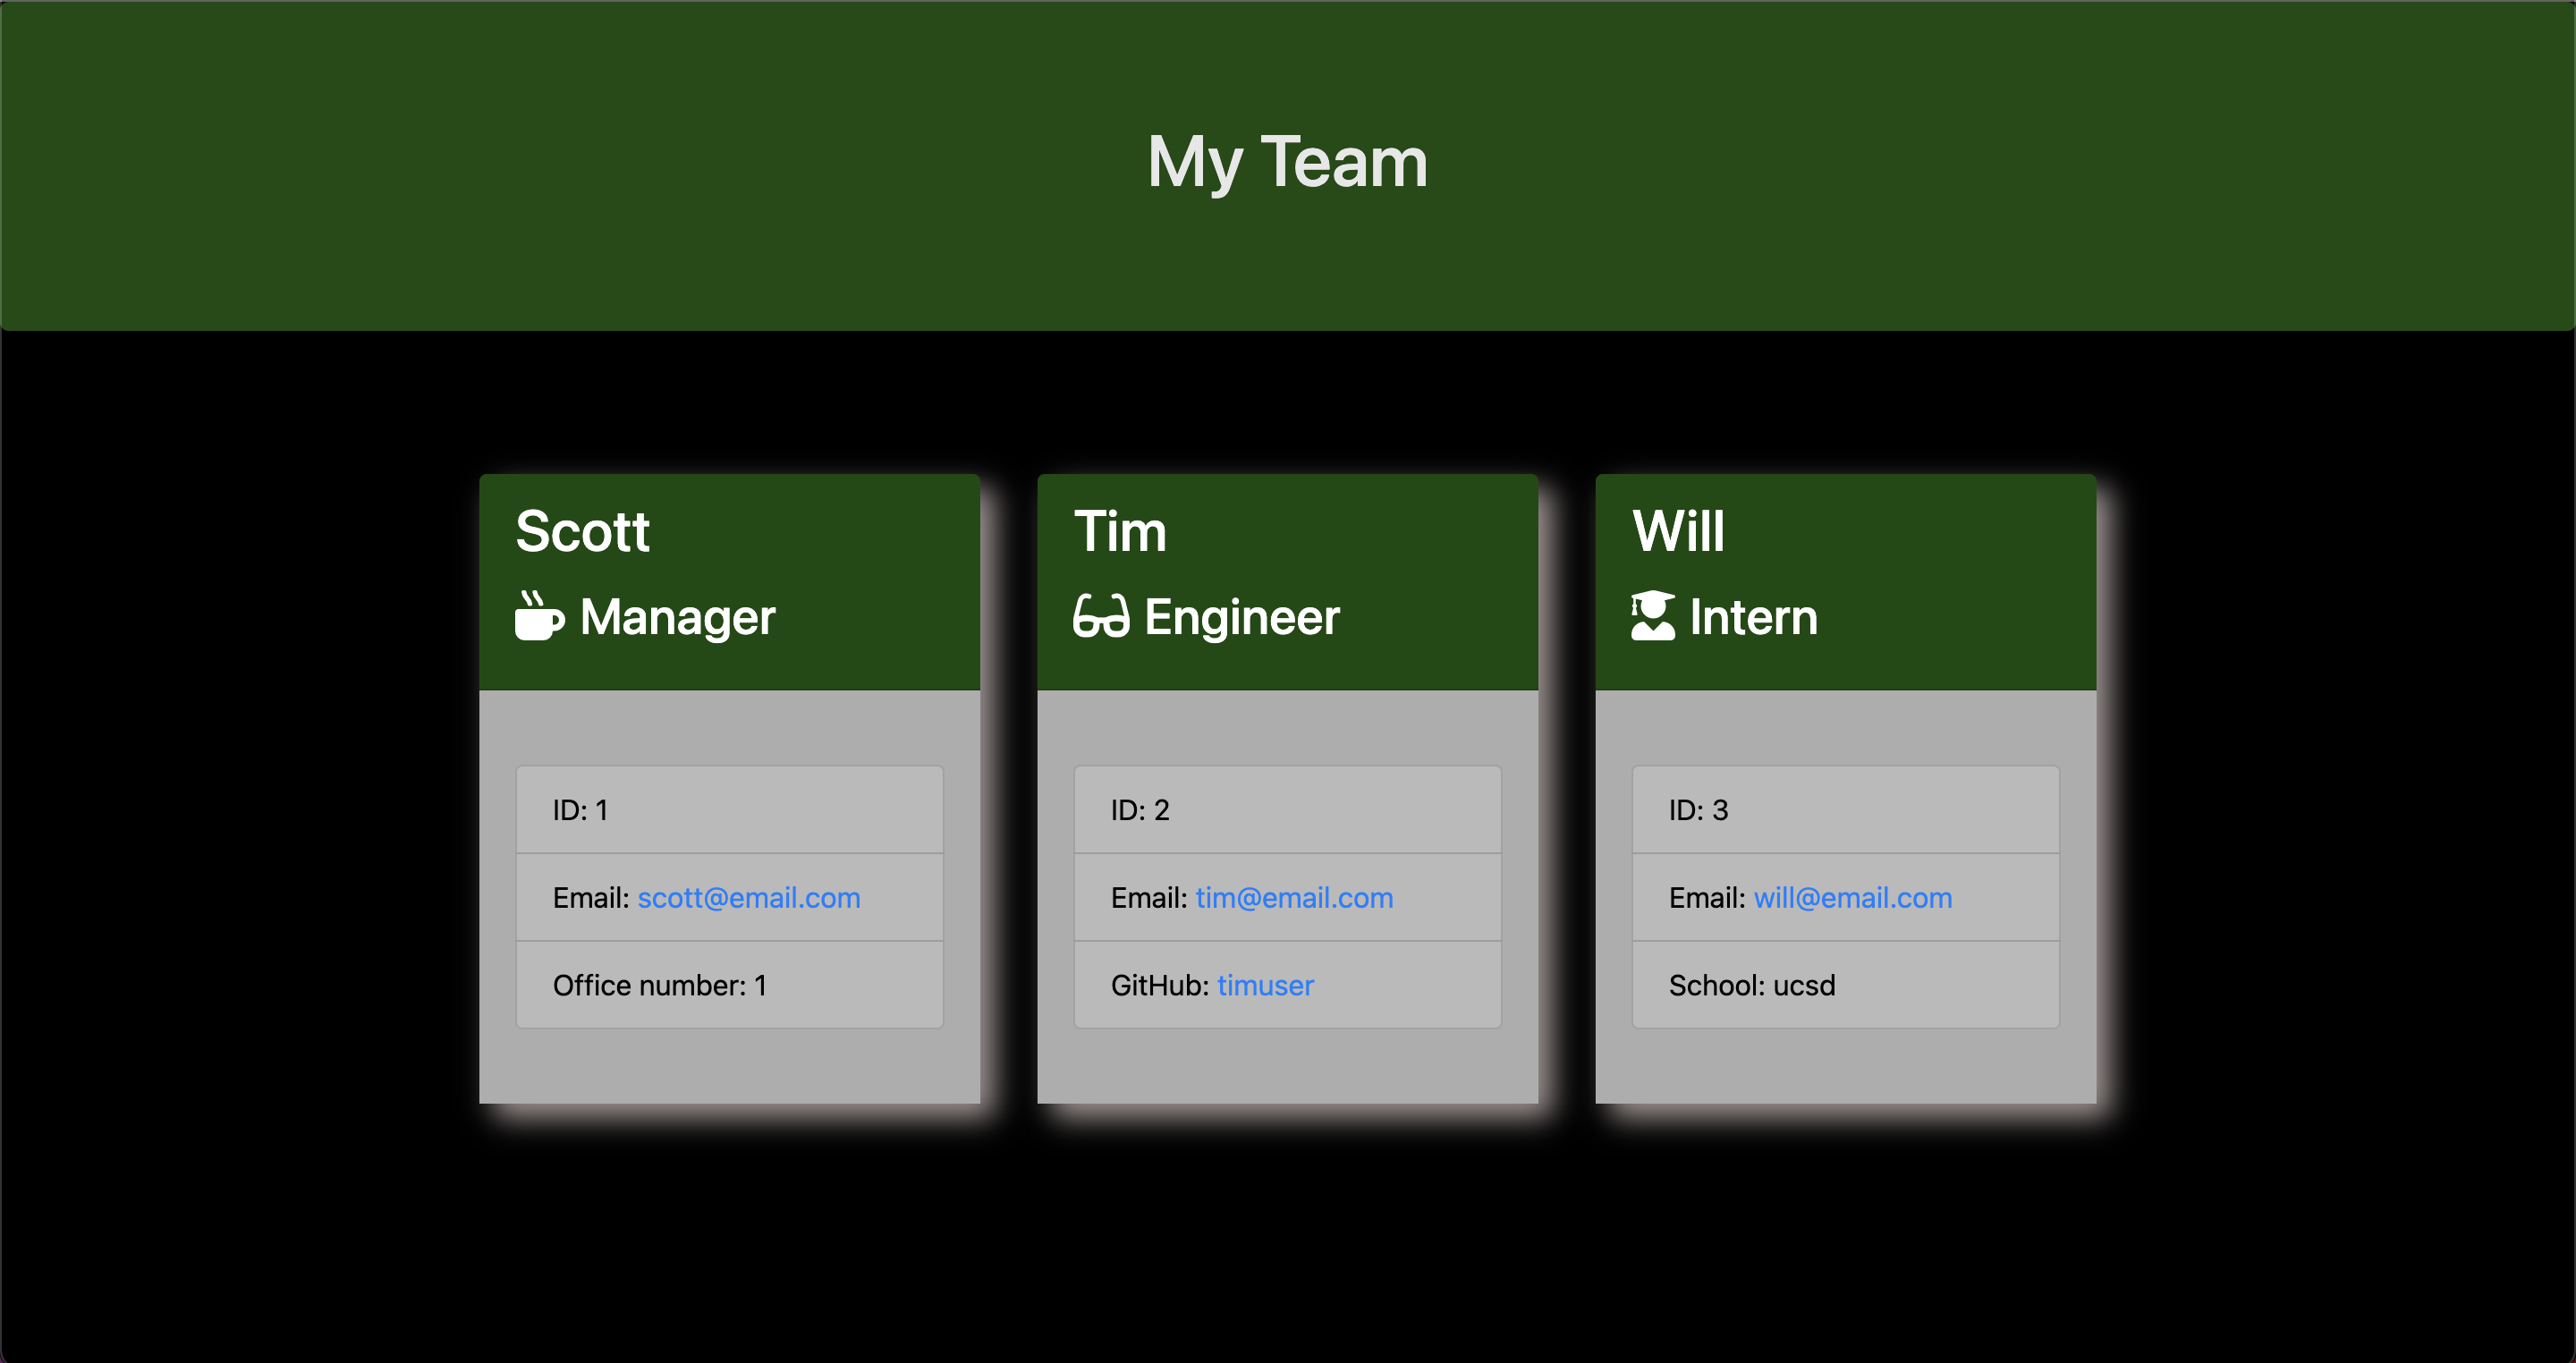 My Team
Scott
Manager
ID: 1
Email: scott@email.com
Office number: 1
Tim
Engineer
ID: 2
Email: tim@email.com
GitHub: timuser
Will
Intern
ID: 3
Email: will@email.com
School: ucsd